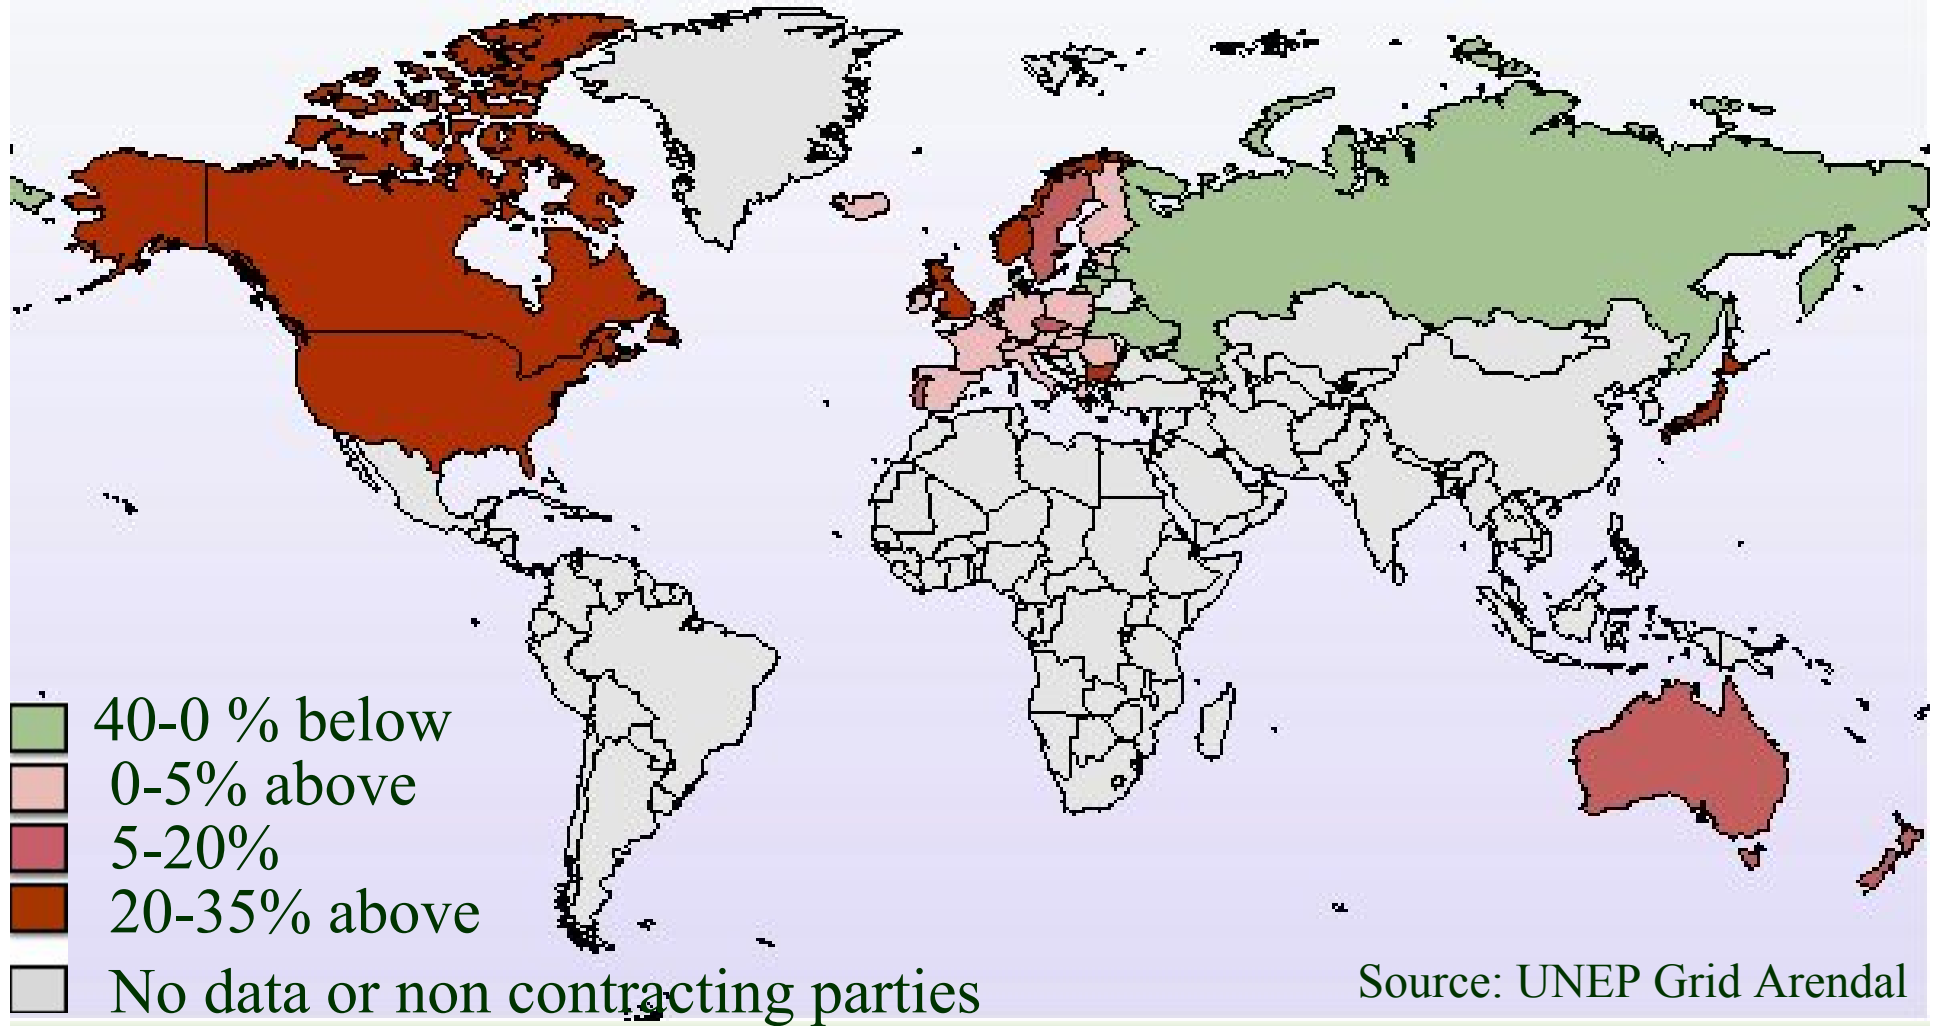 40-0 % below
0-5% above
5-20%
20-35% above
No data or non contracting parties
Source: UNEP Grid Arendal